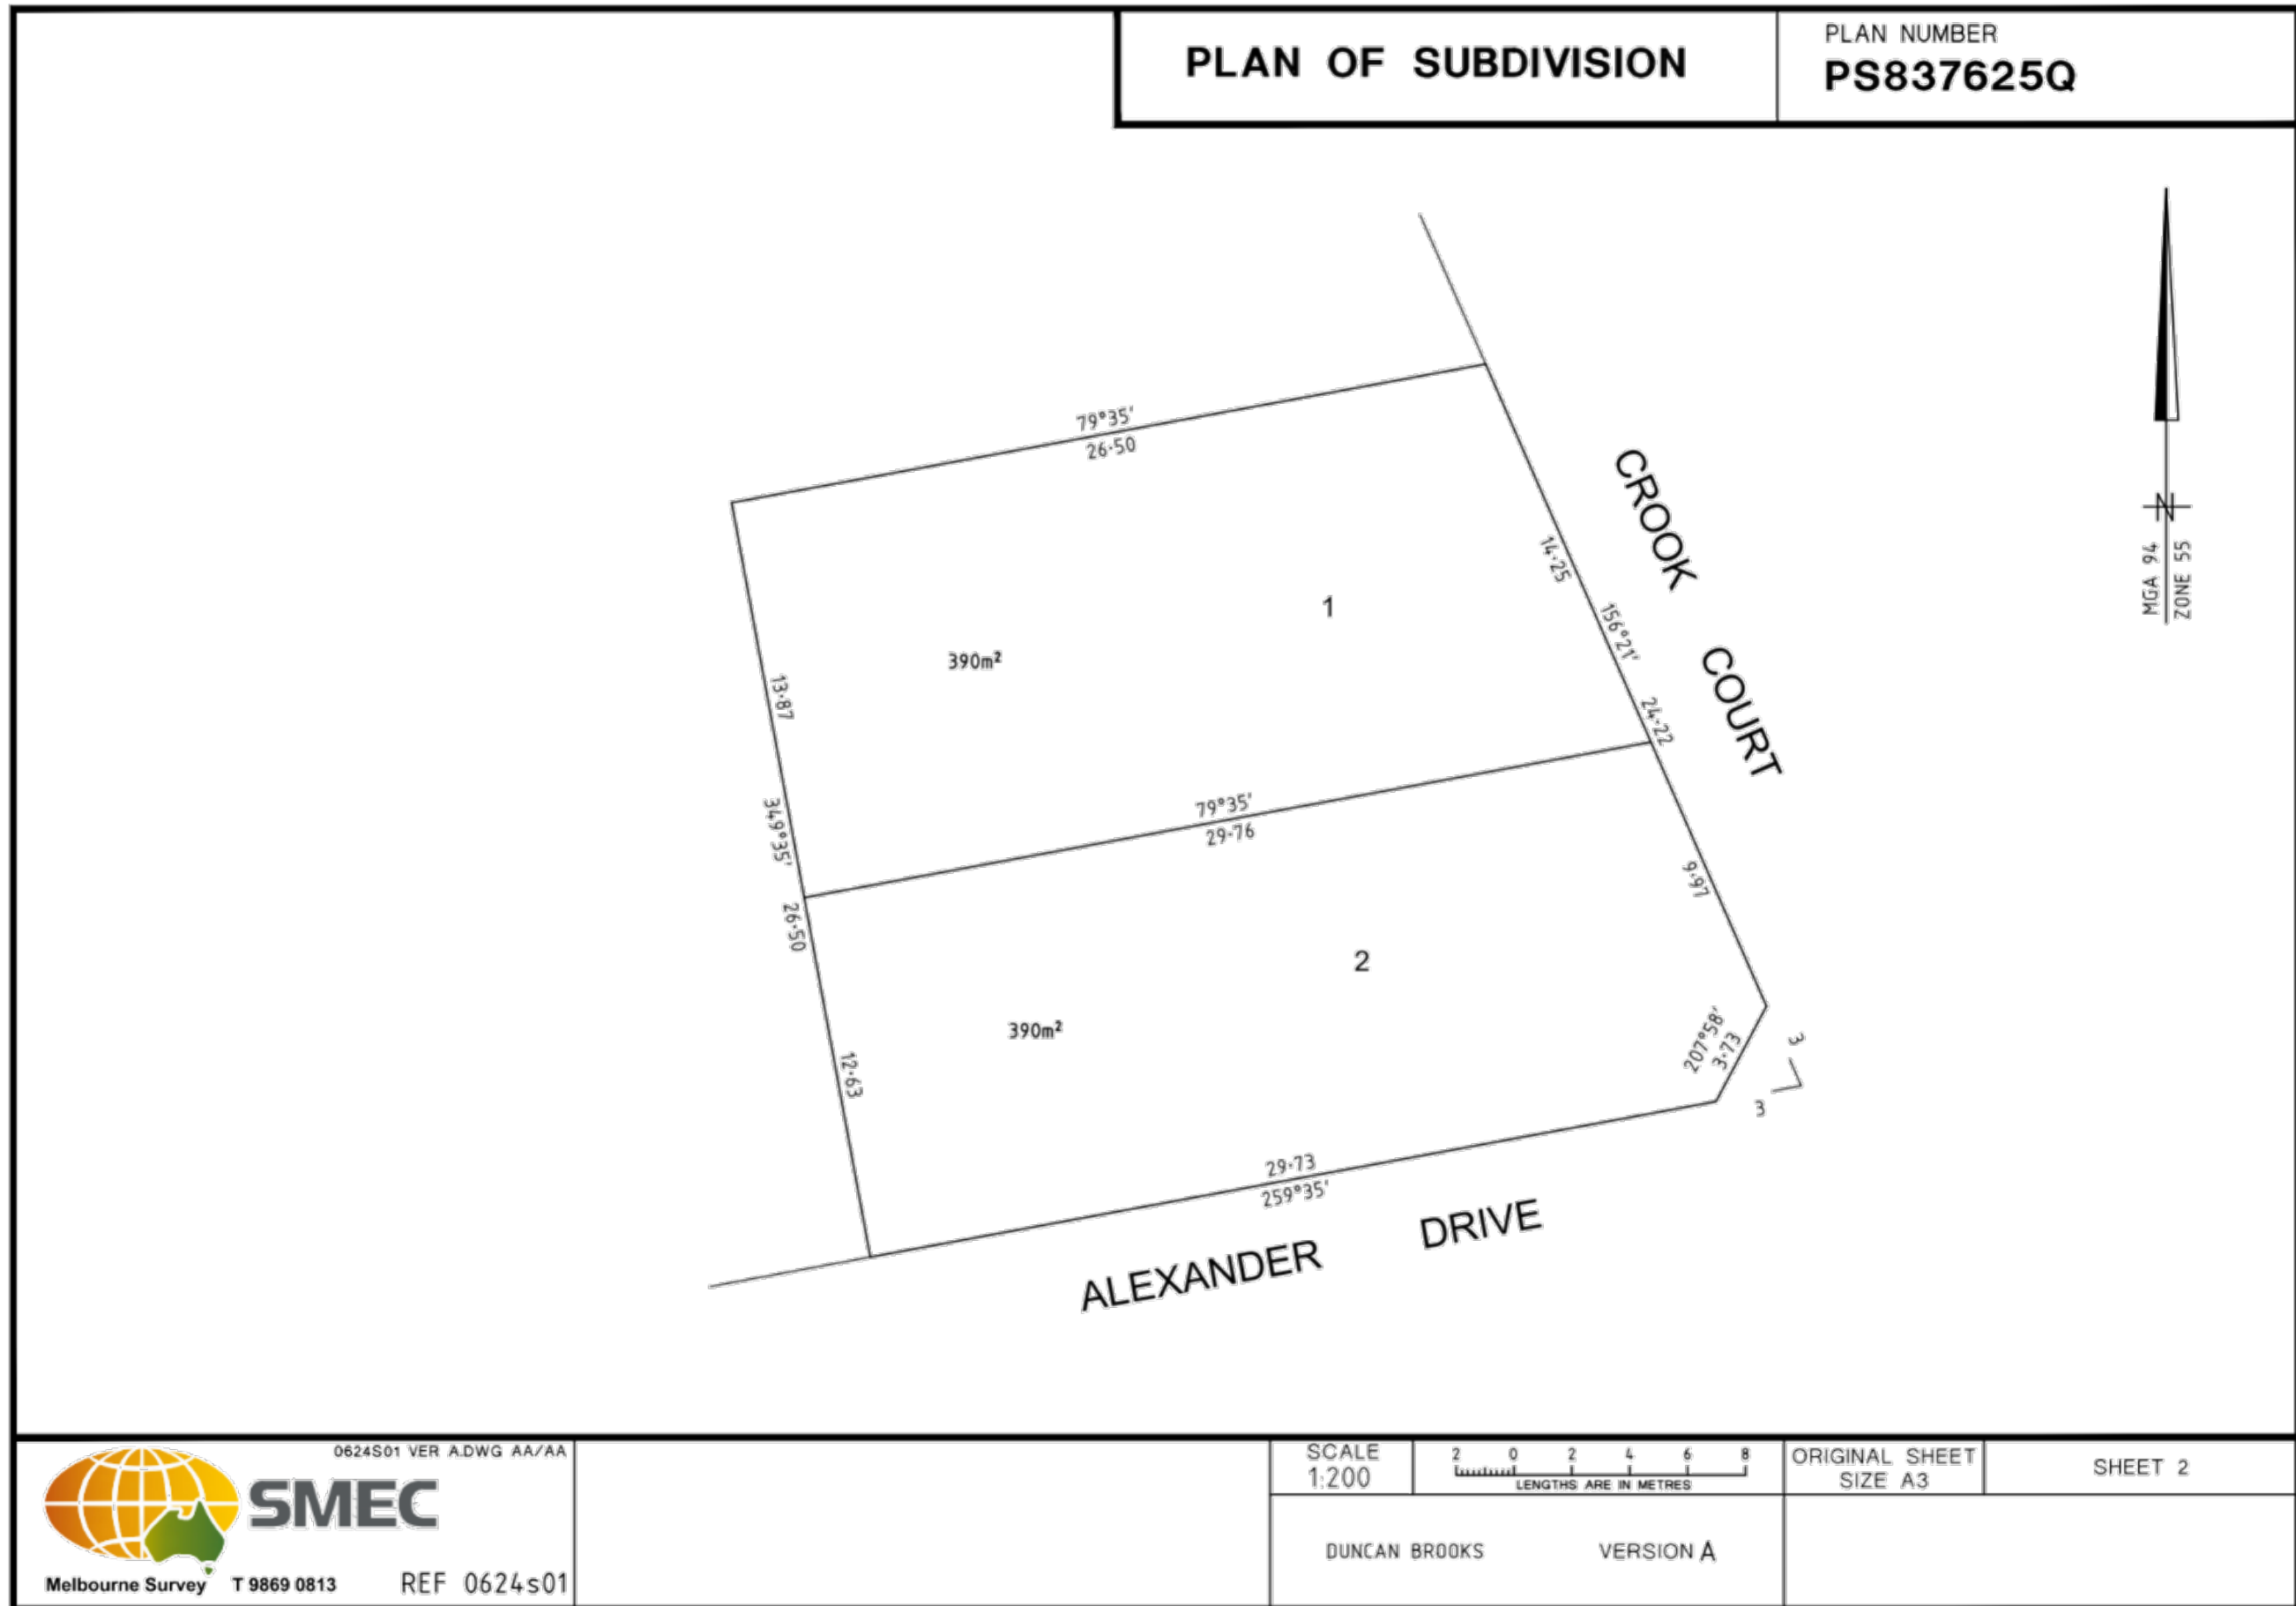 PLAN OF SUBDIVISION
PLAN NUMBER
PS837625Q
79°35'
26·50
CROOK COURT
14·25
156°21'
24·22
MGA 94
ZONE 55
N
1
390m²
13·87
349°35'
26·50
79°35'
29·76
9·97
2
390m²
12·63
207°58'
3·73
3
3
29·73
259°35'
ALEXANDER DRIVE
0624S01 VER A.DWG AA/AA
SMEC
Melbourne Survey T 9869 0813
REF 0624s01
SCALE
1:200
2 0 2 4 6 8
LENGTHS ARE IN METRES
ORIGINAL SHEET
SIZE A3
SHEET 2
DUNCAN BROOKS
VERSION A